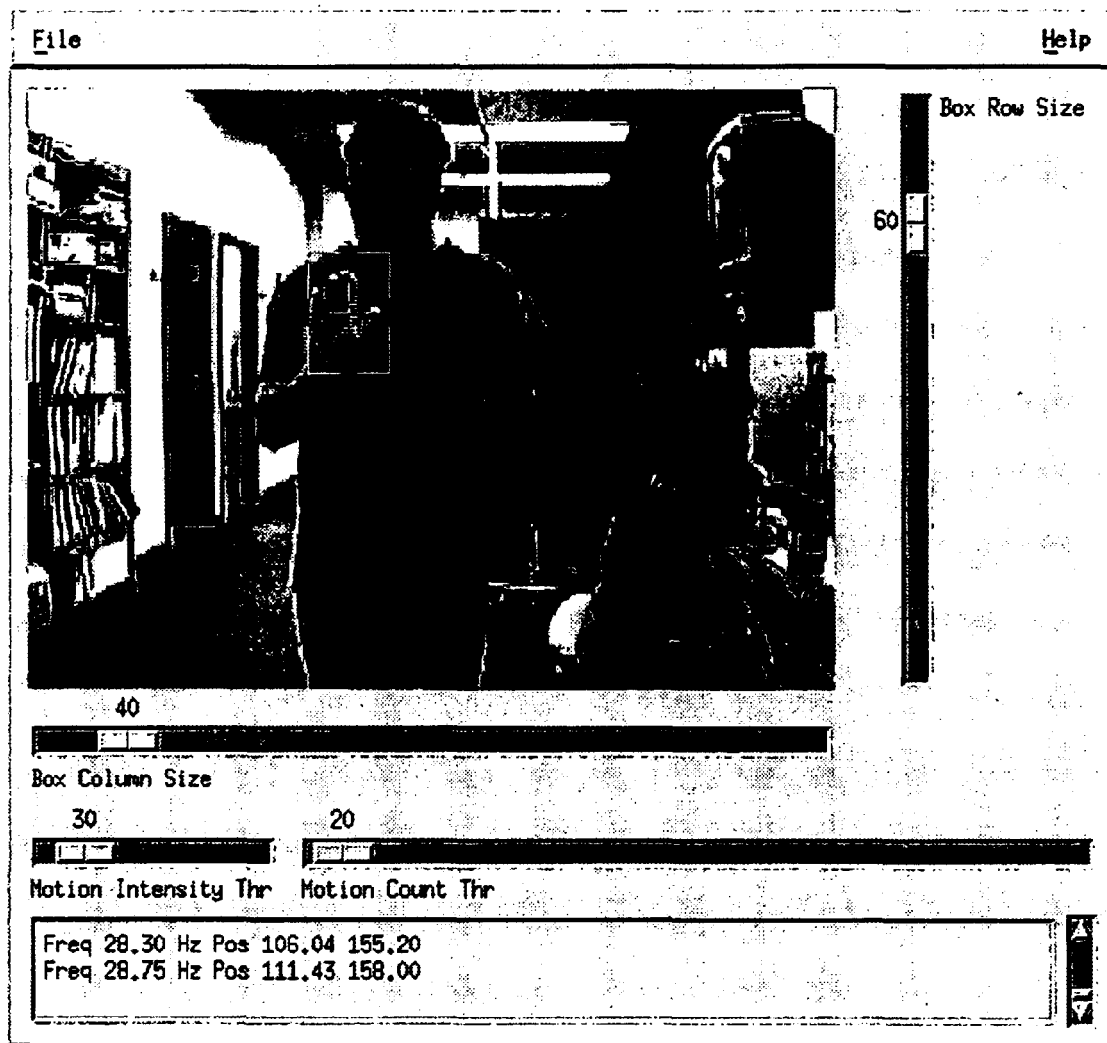 File Help
Box Row Size
60
40
Box Column Size
30 20
Motion Intensity Thr Motion Count Thr
Freq 28.30 Hz Pos 106.04 155.20
Freq 28.75 Hz Pos 111.43 158.00